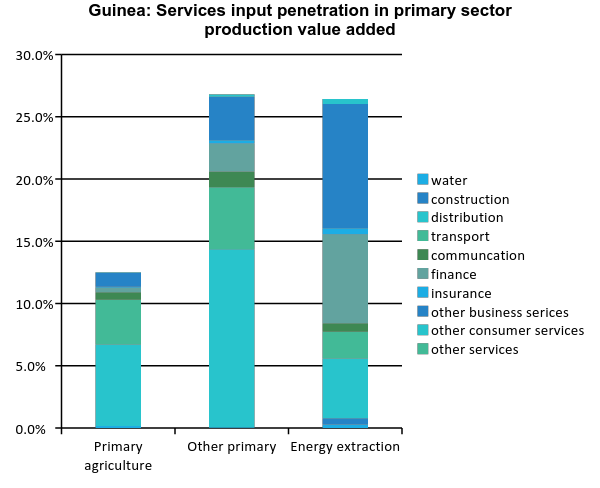 Guinea: Services input penetration in primary sector
production value added
30.0%
25.0%
20.0%
15.0%
10.0%
5.0%
0.0%
Primary
agriculture
Other primary
Energy extraction
water
construction
distribution
transport
communcation
finance
insurance
other business serices
other consumer services
other services